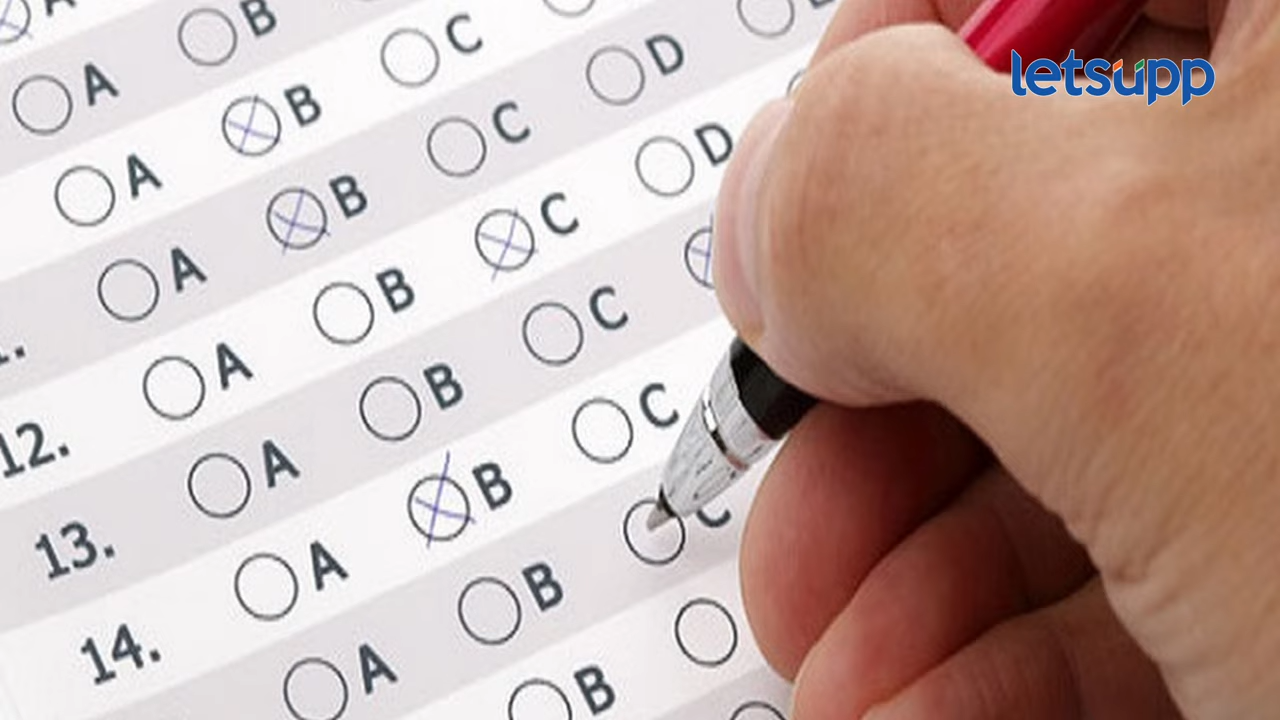 letsupp
A
A B
A B C
A B C D
12. A B C D
13. A B C
14. A B C
A B C
B